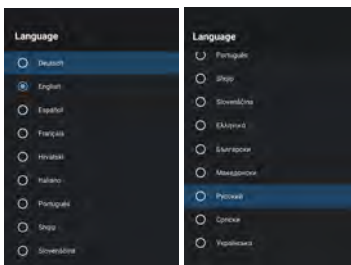 Language
Deutsch
English
Español
Français
Hrvatski
Italiano
Português
Shqip
Slovenščina
Language
Português
Shqip
Slovenščina
Ελληνικά
Български
Македонски
Русский
Српски
Українська